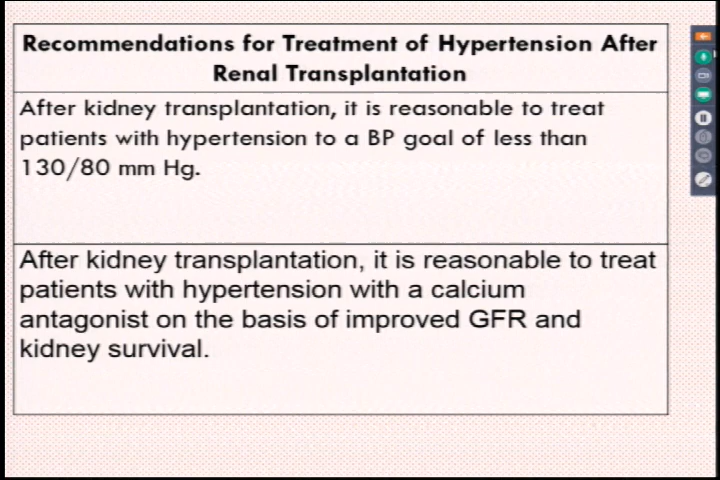 Recommendations for Treatment of Hypertension After
Renal Transplantation
After kidney transplantation, it is reasonable to treat
patients with hypertension to a BP goal of less than
130/80 mm Hg.
After kidney transplantation, it is reasonable to treat
patients with hypertension with a calcium
antagonist on the basis of improved GFR and
kidney survival.